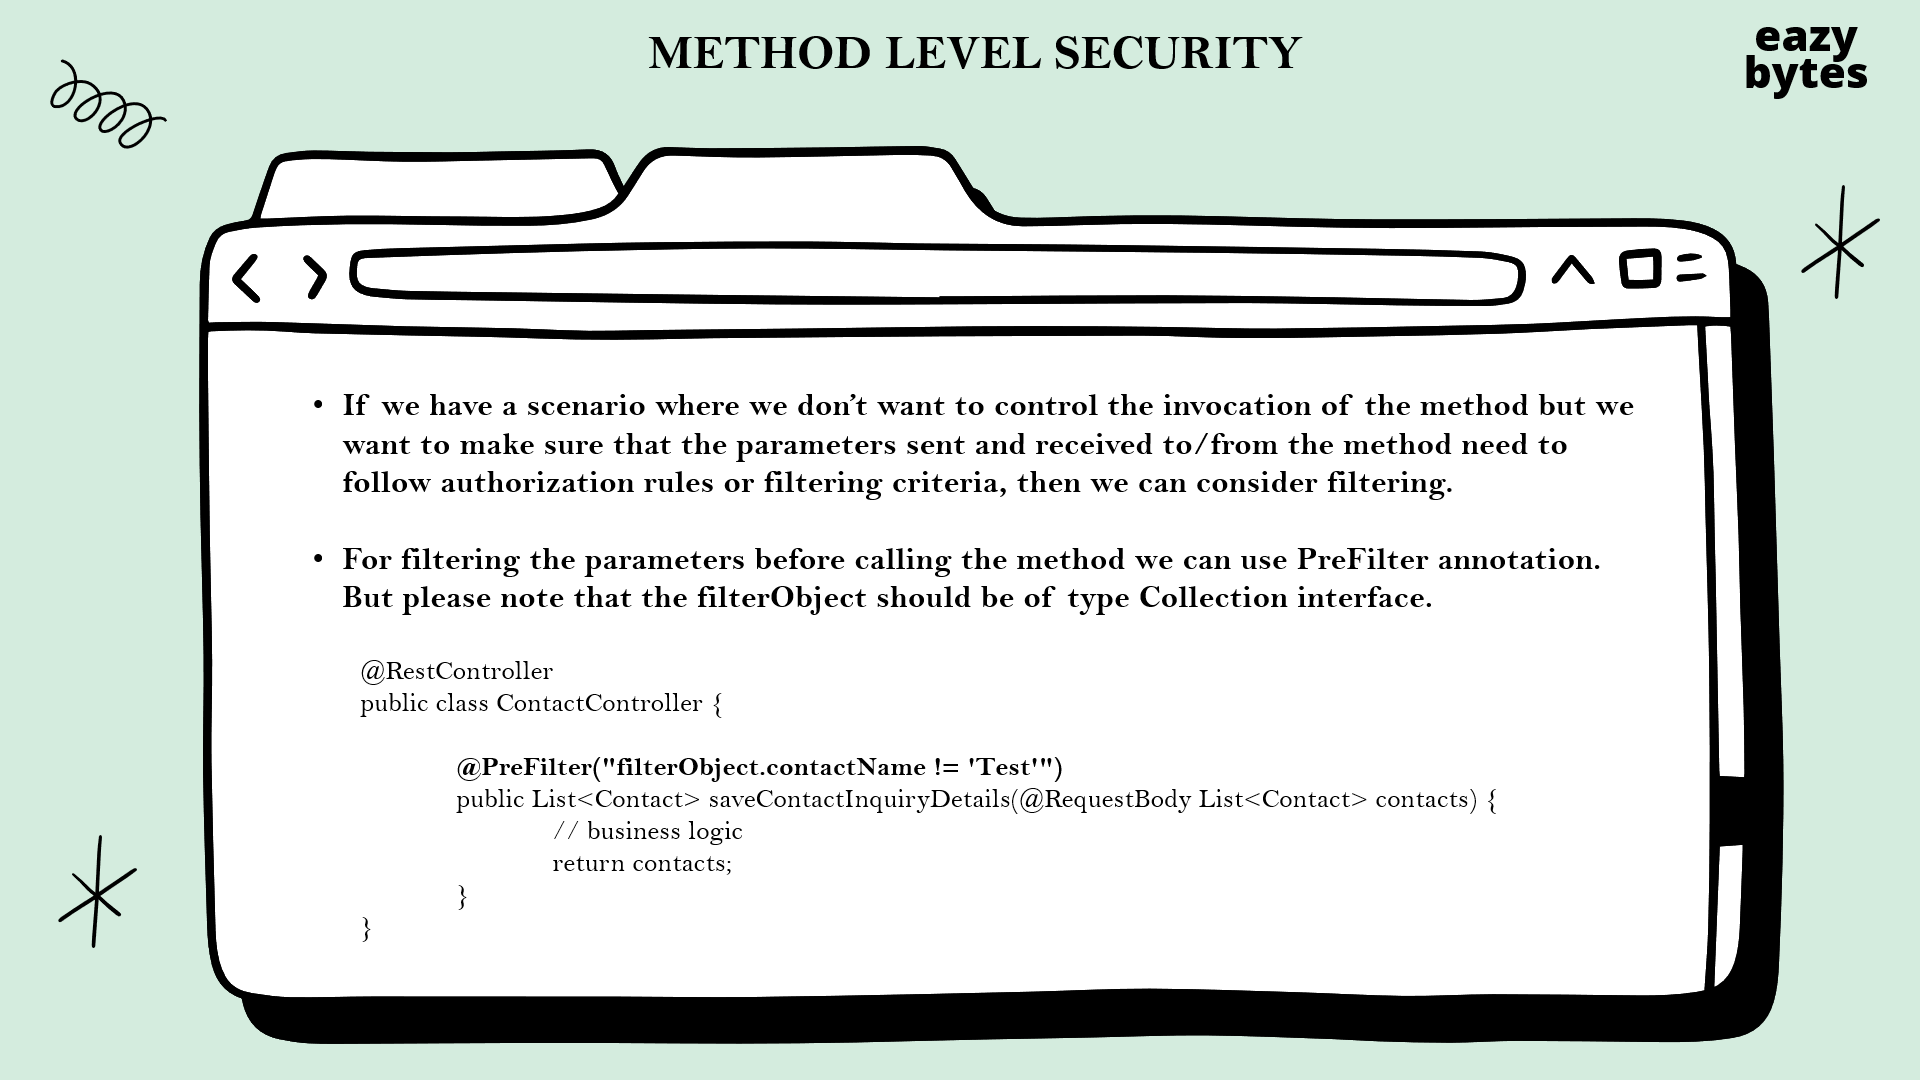 METHOD LEVEL SECURITY
eazy
bytes
• If we have a scenario where we don’t want to control the invocation of the method but we
want to make sure that the parameters sent and received to/from the method need to
follow authorization rules or filtering criteria, then we can consider filtering.
• For filtering the parameters before calling the method we can use PreFilter annotation.
But please note that the filterObject should be of type Collection interface.
@RestController
public class ContactController {
@PreFilter("filterObject.contactName != 'Test'")
public List<Contact> saveContactInquiryDetails(@RequestBody List<Contact> contacts) {
// business logic
return contacts;
}
}